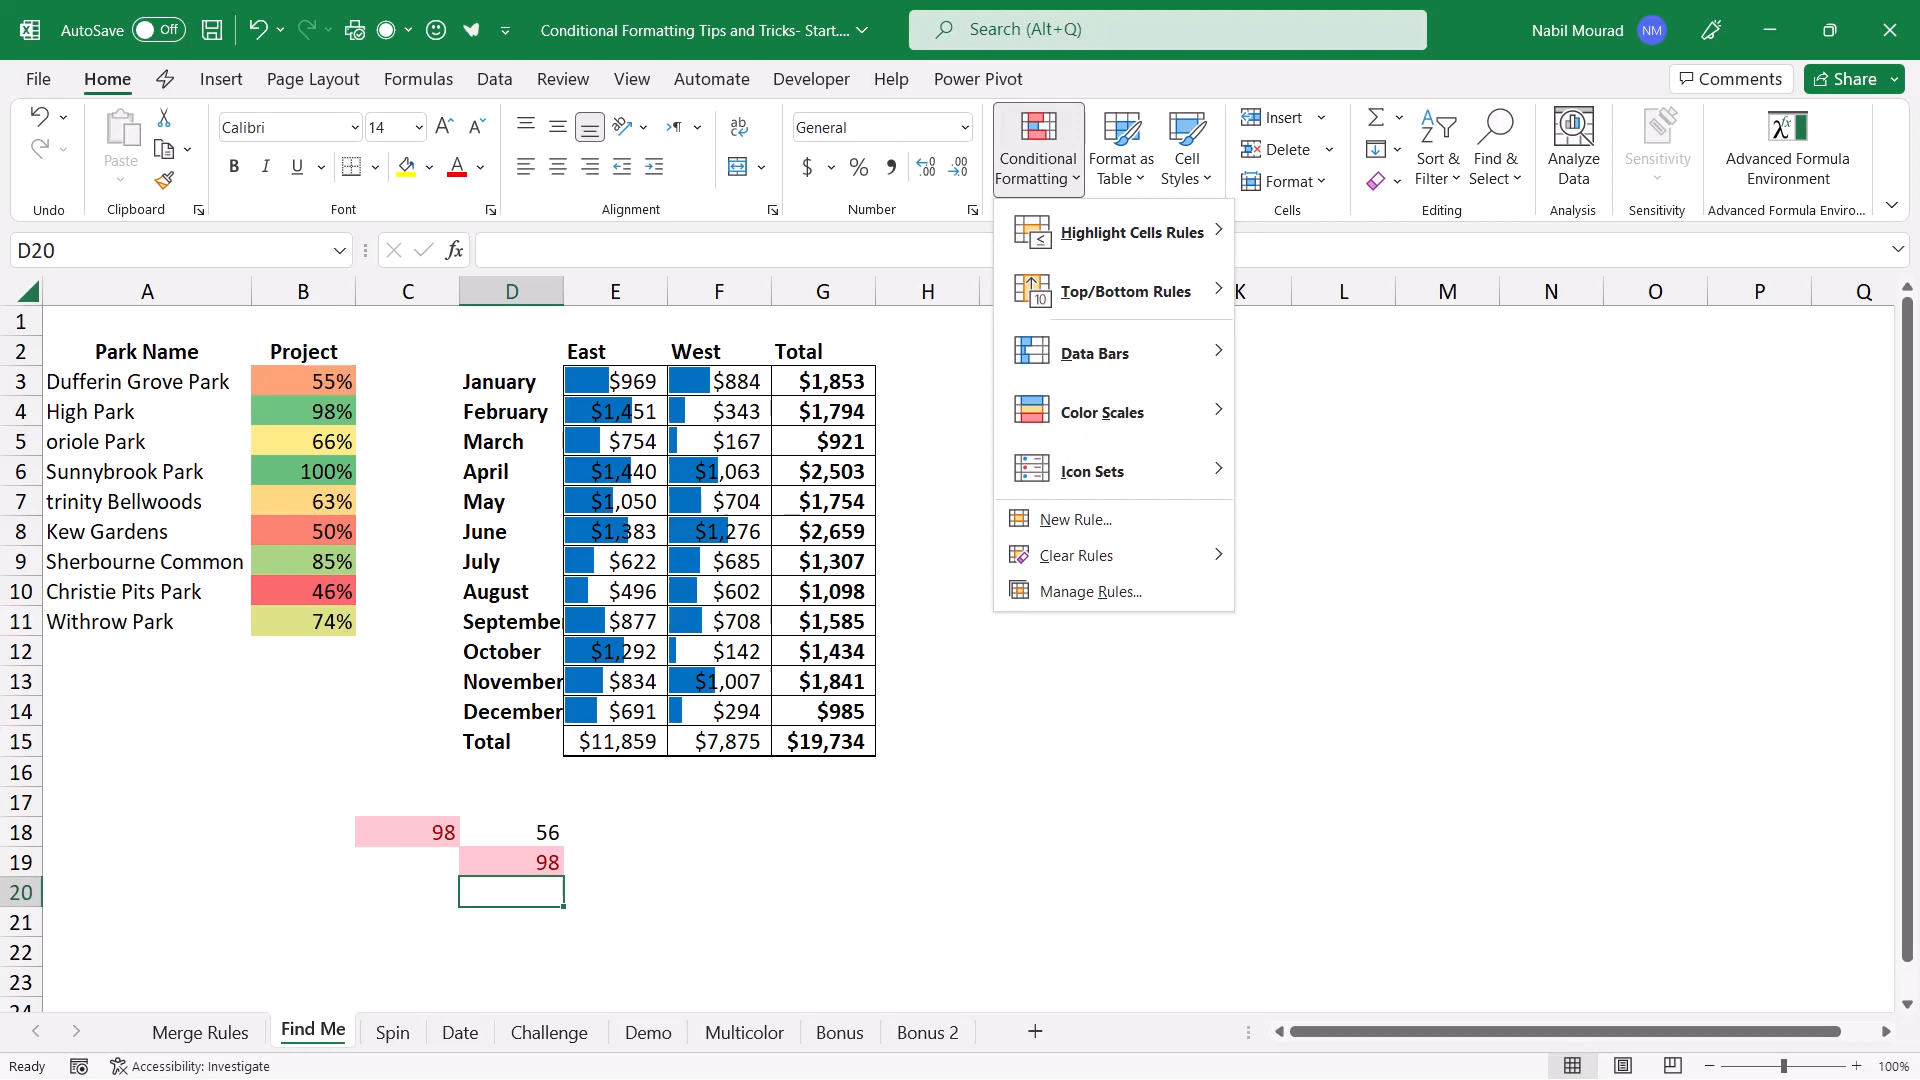 AutoSave Off Conditional Formatting Tips and Tricks- Start.... Search (Alt+Q) Nabil Mourad NM
File Home Insert Page Layout Formulas Data Review View Automate Developer Help Power Pivot Comments Share
Calibri 14 General
Paste Conditional Formatting Format as Table Cell Styles Insert Delete Format Sort & Filter Find & Select Analyze Data Sensitivity Advanced Formula Environment
B I U A $ %
Undo Clipboard Font Alignment Number Cells Editing Analysis Sensitivity Advanced Formula Enviro...
D20 fx
Highlight Cells Rules
Top/Bottom Rules
Data Bars
Color Scales
Icon Sets
New Rule...
Clear Rules
Manage Rules...
A B C D E F G H K L M N O P Q
1
2 Park Name Project East West Total
3 Dufferin Grove Park 55% January $969 $884 $1,853
4 High Park 98% February $1,451 $343 $1,794
5 oriole Park 66% March $754 $167 $921
6 Sunnybrook Park 100% April $1,440 $1,063 $2,503
7 trinity Bellwoods 63% May $1,050 $704 $1,754
8 Kew Gardens 50% June $1,383 $1,276 $2,659
9 Sherbourne Common 85% July $622 $685 $1,307
10 Christie Pits Park 46% August $496 $602 $1,098
11 Withrow Park 74% Septembe $877 $708 $1,585
12 October $1,292 $142 $1,434
13 November $834 $1,007 $1,841
14 December $691 $294 $985
15 Total $11,859 $7,875 $19,734
16
17
18 98 56
19 98
20
21
22
23
24
Merge Rules Find Me Spin Date Challenge Demo Multicolor Bonus Bonus 2
Ready Accessibility: Investigate 100%